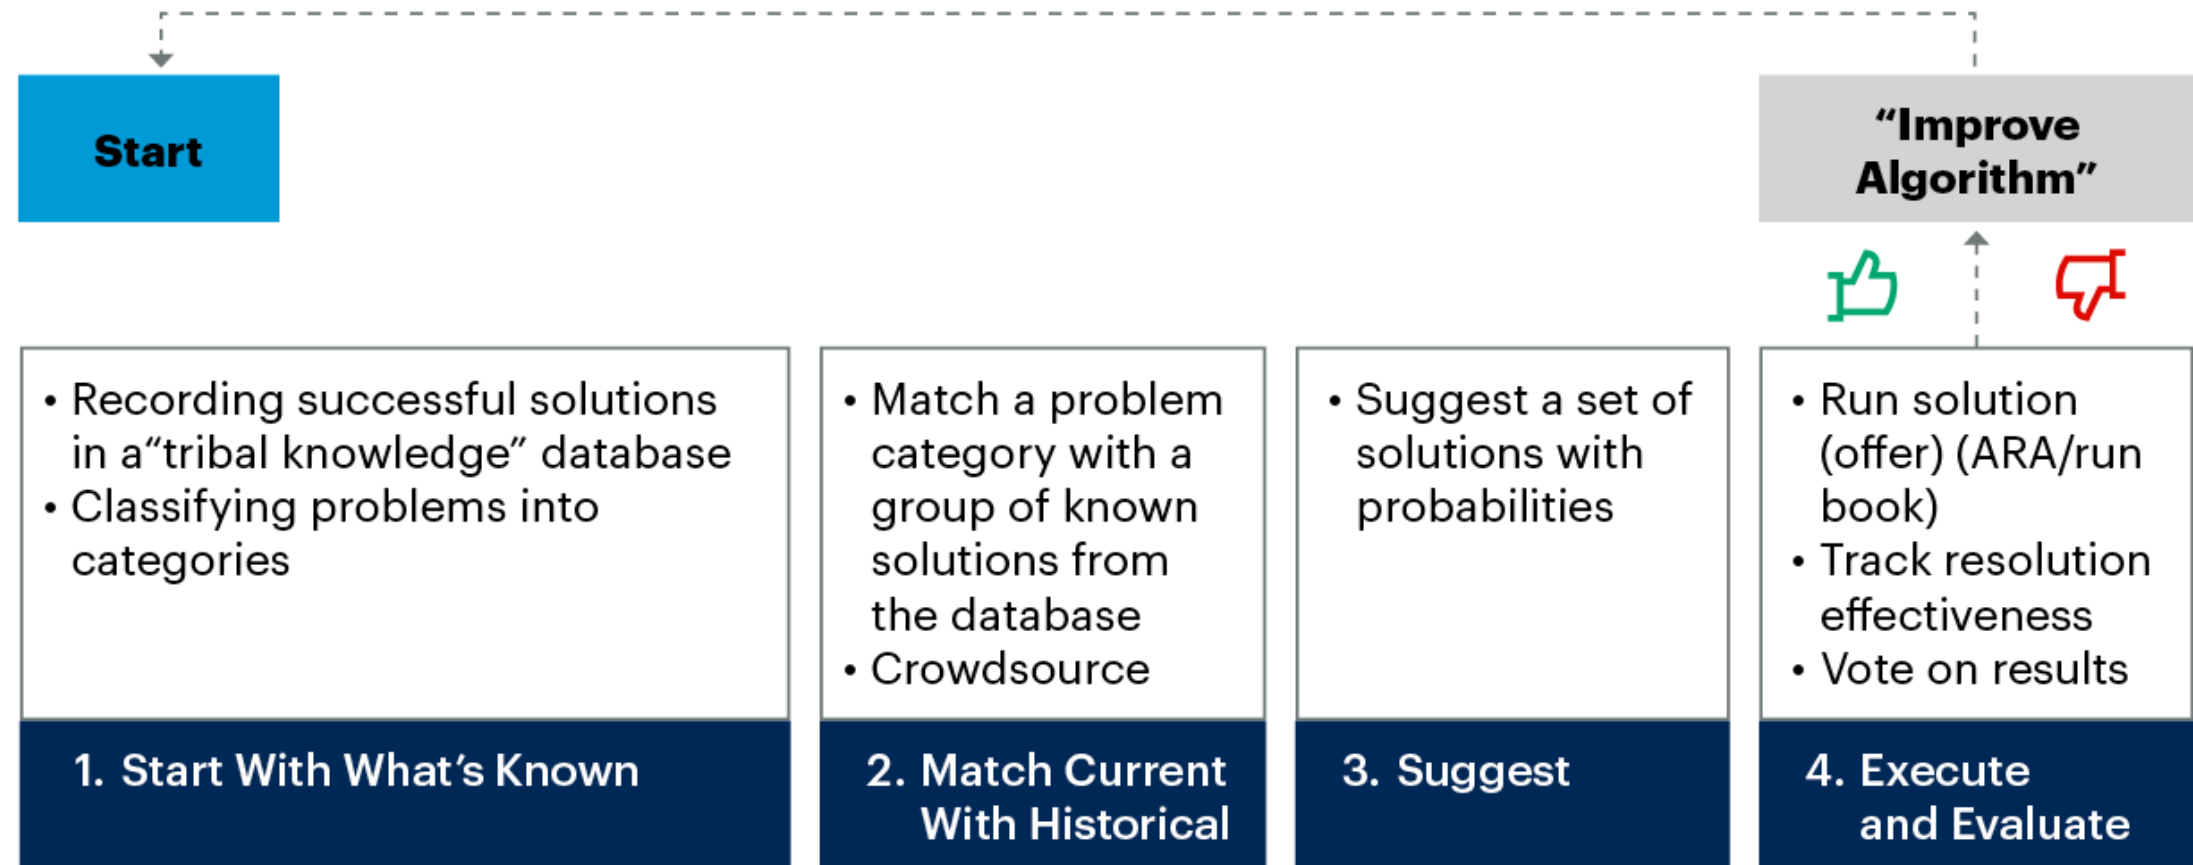 Start
“Improve
Algorithm”
• Recording successful solutions
in a“tribal knowledge” database
• Classifying problems into
categories
1. Start With What’s Known
• Match a problem
category with a
group of known
solutions from
the database
• Crowdsource
2. Match Current
With Historical
• Suggest a set of
solutions with
probabilities
3. Suggest
• Run solution
(offer) (ARA/run
book)
• Track resolution
effectiveness
• Vote on results
4. Execute
and Evaluate